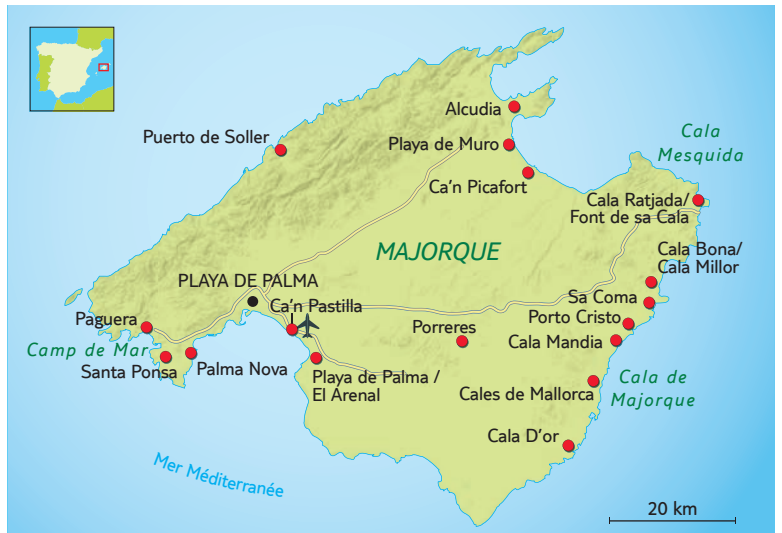 Alcudia
Puerto de Soller
Playa de Muro
Cala
Mesquida
Ca'n Picafort
Cala Ratjada/
Font de sa Cala
MAJORQUE
Cala Bona/
Cala Millor
PLAYA DE PALMA
Ca'n Pastilla
Sa Coma
Paguera
Porreres
Porto Cristo
Camp de Mar
Cala Mandia
Santa Ponsa
Palma Nova
Playa de Palma /
El Arenal
Cales de Mallorca
Cala de
Majorque
Cala D'or
Mer Méditerranée
20 km